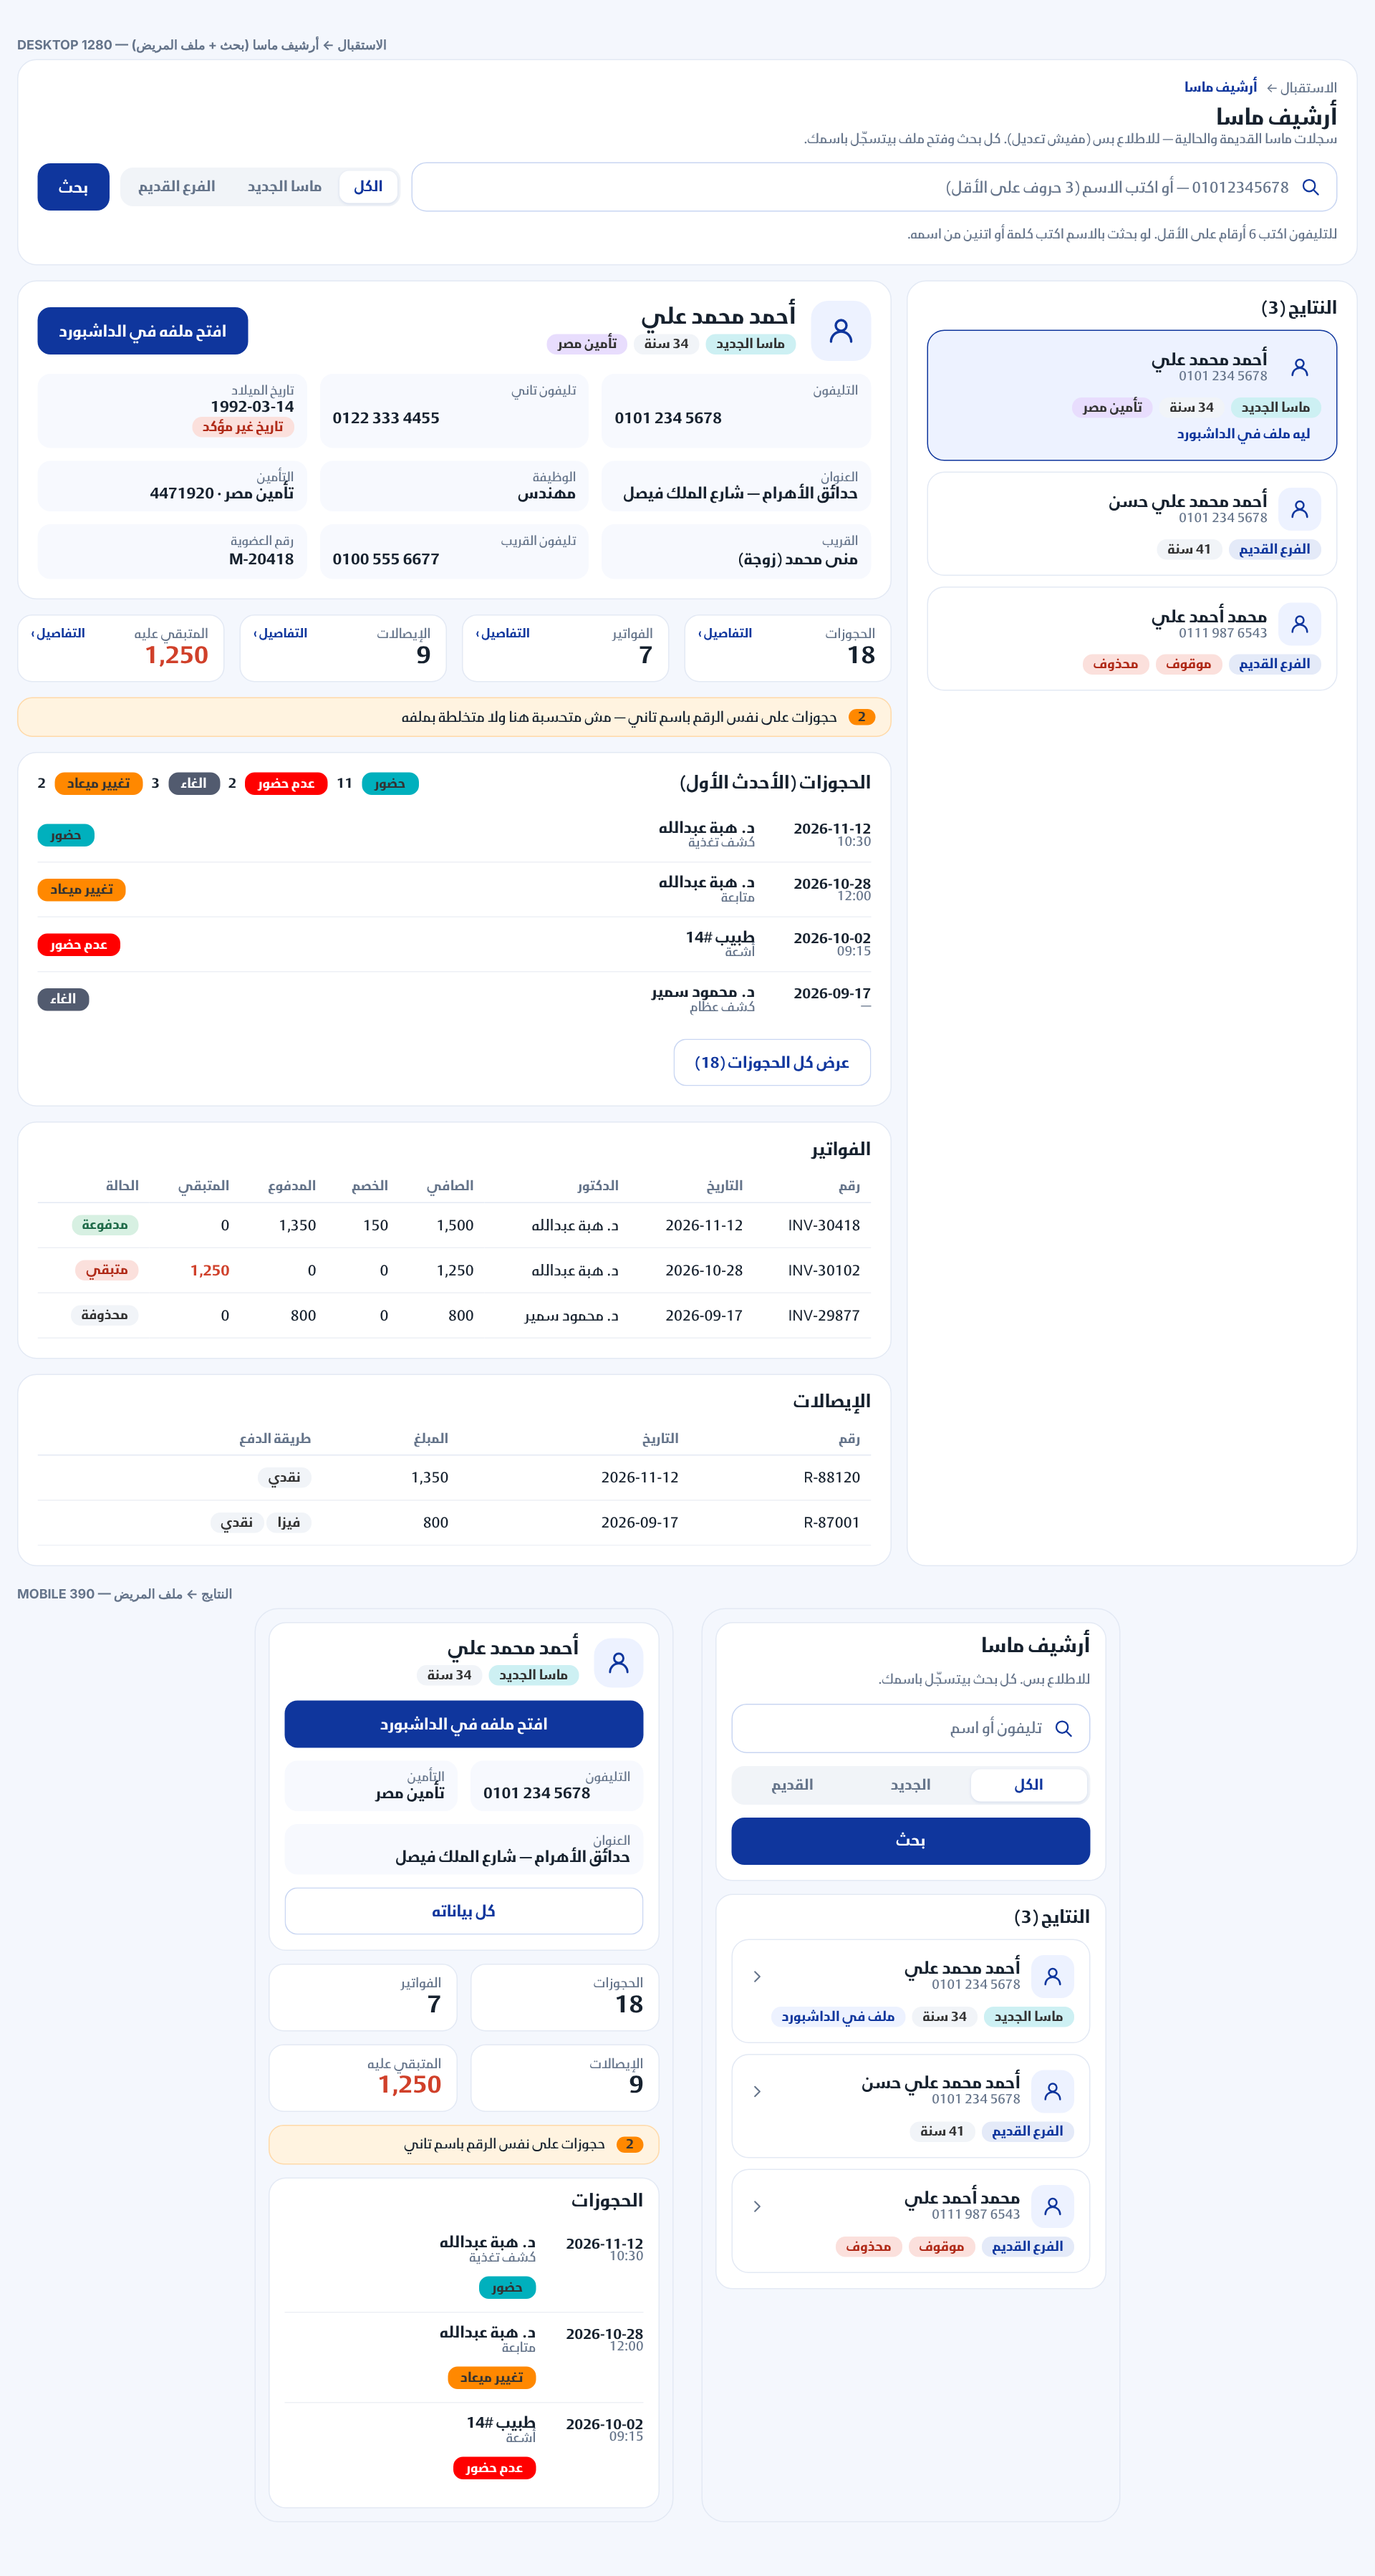 DESKTOP 1280 — الاستقبال ← أرشيف ماسا (بحث + ملف المريض)
الاستقبال ← أرشيف ماسا
أرشيف ماسا
سجلات ماسا القديمة والحالية — للاطلاع بس (مفيش تعديل). كل بحث وفتح ملف بيتسجّل باسمك.
01012345678 — أو اكتب الاسم (3 حروف على الأقل)
الكل
ماسا الجديد
الفرع القديم
بحث
للتليفون اكتب 6 أرقام على الأقل. لو بحثت بالاسم اكتب كلمة أو اتنين من اسمه.
النتايج (3)
أحمد محمد علي
0101 234 5678
ماسا الجديد 34 سنة تأمين مصر
ليه ملف في الداشبورد
أحمد محمد علي حسن
0101 234 5678
الفرع القديم 41 سنة
محمد أحمد علي
0111 987 6543
الفرع القديم موقوف محذوف
أحمد محمد علي
ماسا الجديد 34 سنة تأمين مصر
افتح ملفه في الداشبورد
التليفون
0101 234 5678
تليفون تاني
0122 333 4455
تاريخ الميلاد
1992-03-14
تاريخ غير مؤكد
العنوان
حدائق الأهرام — شارع الملك فيصل
الوظيفة
مهندس
التأمين
تأمين مصر · 4471920
القريب
منى محمد (زوجة)
تليفون القريب
0100 555 6677
رقم العضوية
M-20418
الحجوزات التفاصيل ›
18
الفواتير التفاصيل ›
7
الإيصالات التفاصيل ›
9
المتبقي عليه التفاصيل ›
1,250
2 حجوزات على نفس الرقم باسم تاني — مش متحسبة هنا ولا متخلطة بملفه
الحجوزات (الأحدث الأول)
حضور 11 عدم حضور 2 الغاء 3 تغيير ميعاد 2
2026-11-12 د. هبة عبدالله حضور
10:30 كشف تغذية
2026-10-28 د. هبة عبدالله تغيير ميعاد
12:00 متابعة
2026-10-02 طبيب #14 عدم حضور
09:15 أشعة
2026-09-17 د. محمود سمير الغاء
— كشف عظام
عرض كل الحجوزات (18)
الفواتير
رقم التاريخ الدكتور الصافي الخصم المدفوع المتبقي الحالة
INV-30418 2026-11-12 د. هبة عبدالله 1,500 150 1,350 0 مدفوعة
INV-30102 2026-10-28 د. هبة عبدالله 1,250 0 0 1,250 متبقي
INV-29877 2026-09-17 د. محمود سمير 800 0 800 0 محذوفة
الإيصالات
رقم التاريخ المبلغ طريقة الدفع
R-88120 2026-11-12 1,350 نقدي
R-87001 2026-09-17 800 فيزا نقدي
MOBILE 390 — النتايج ← ملف المريض
أرشيف ماسا
للاطلاع بس. كل بحث بيتسجّل باسمك.
تليفون أو اسم
الكل الجديد القديم
بحث
النتايج (3)
أحمد محمد علي
0101 234 5678
ماسا الجديد 34 سنة ملف في الداشبورد
أحمد محمد علي حسن
0101 234 5678
الفرع القديم 41 سنة
محمد أحمد علي
0111 987 6543
الفرع القديم موقوف محذوف
أحمد محمد علي
ماسا الجديد 34 سنة
افتح ملفه في الداشبورد
التليفون
0101 234 5678
التأمين
تأمين مصر
العنوان
حدائق الأهرام — شارع الملك فيصل
كل بياناته
الحجوزات
18
الفواتير
7
الإيصالات
9
المتبقي عليه
1,250
2 حجوزات على نفس الرقم باسم تاني
الحجوزات
2026-11-12 د. هبة عبدالله
10:30 كشف تغذية
حضور
2026-10-28 د. هبة عبدالله
12:00 متابعة
تغيير ميعاد
2026-10-02 طبيب #14
09:15 أشعة
عدم حضور